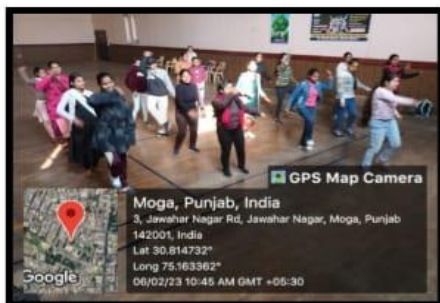 GPS Map Camera
Moga, Punjab, India
3, Jawahar Nagar Rd, Jawahar Nagar, Moga, Punjab
142001, India
Lat 30.814732°
Long 75.163362°
06/02/23 10:45 AM GMT +05:30
Google